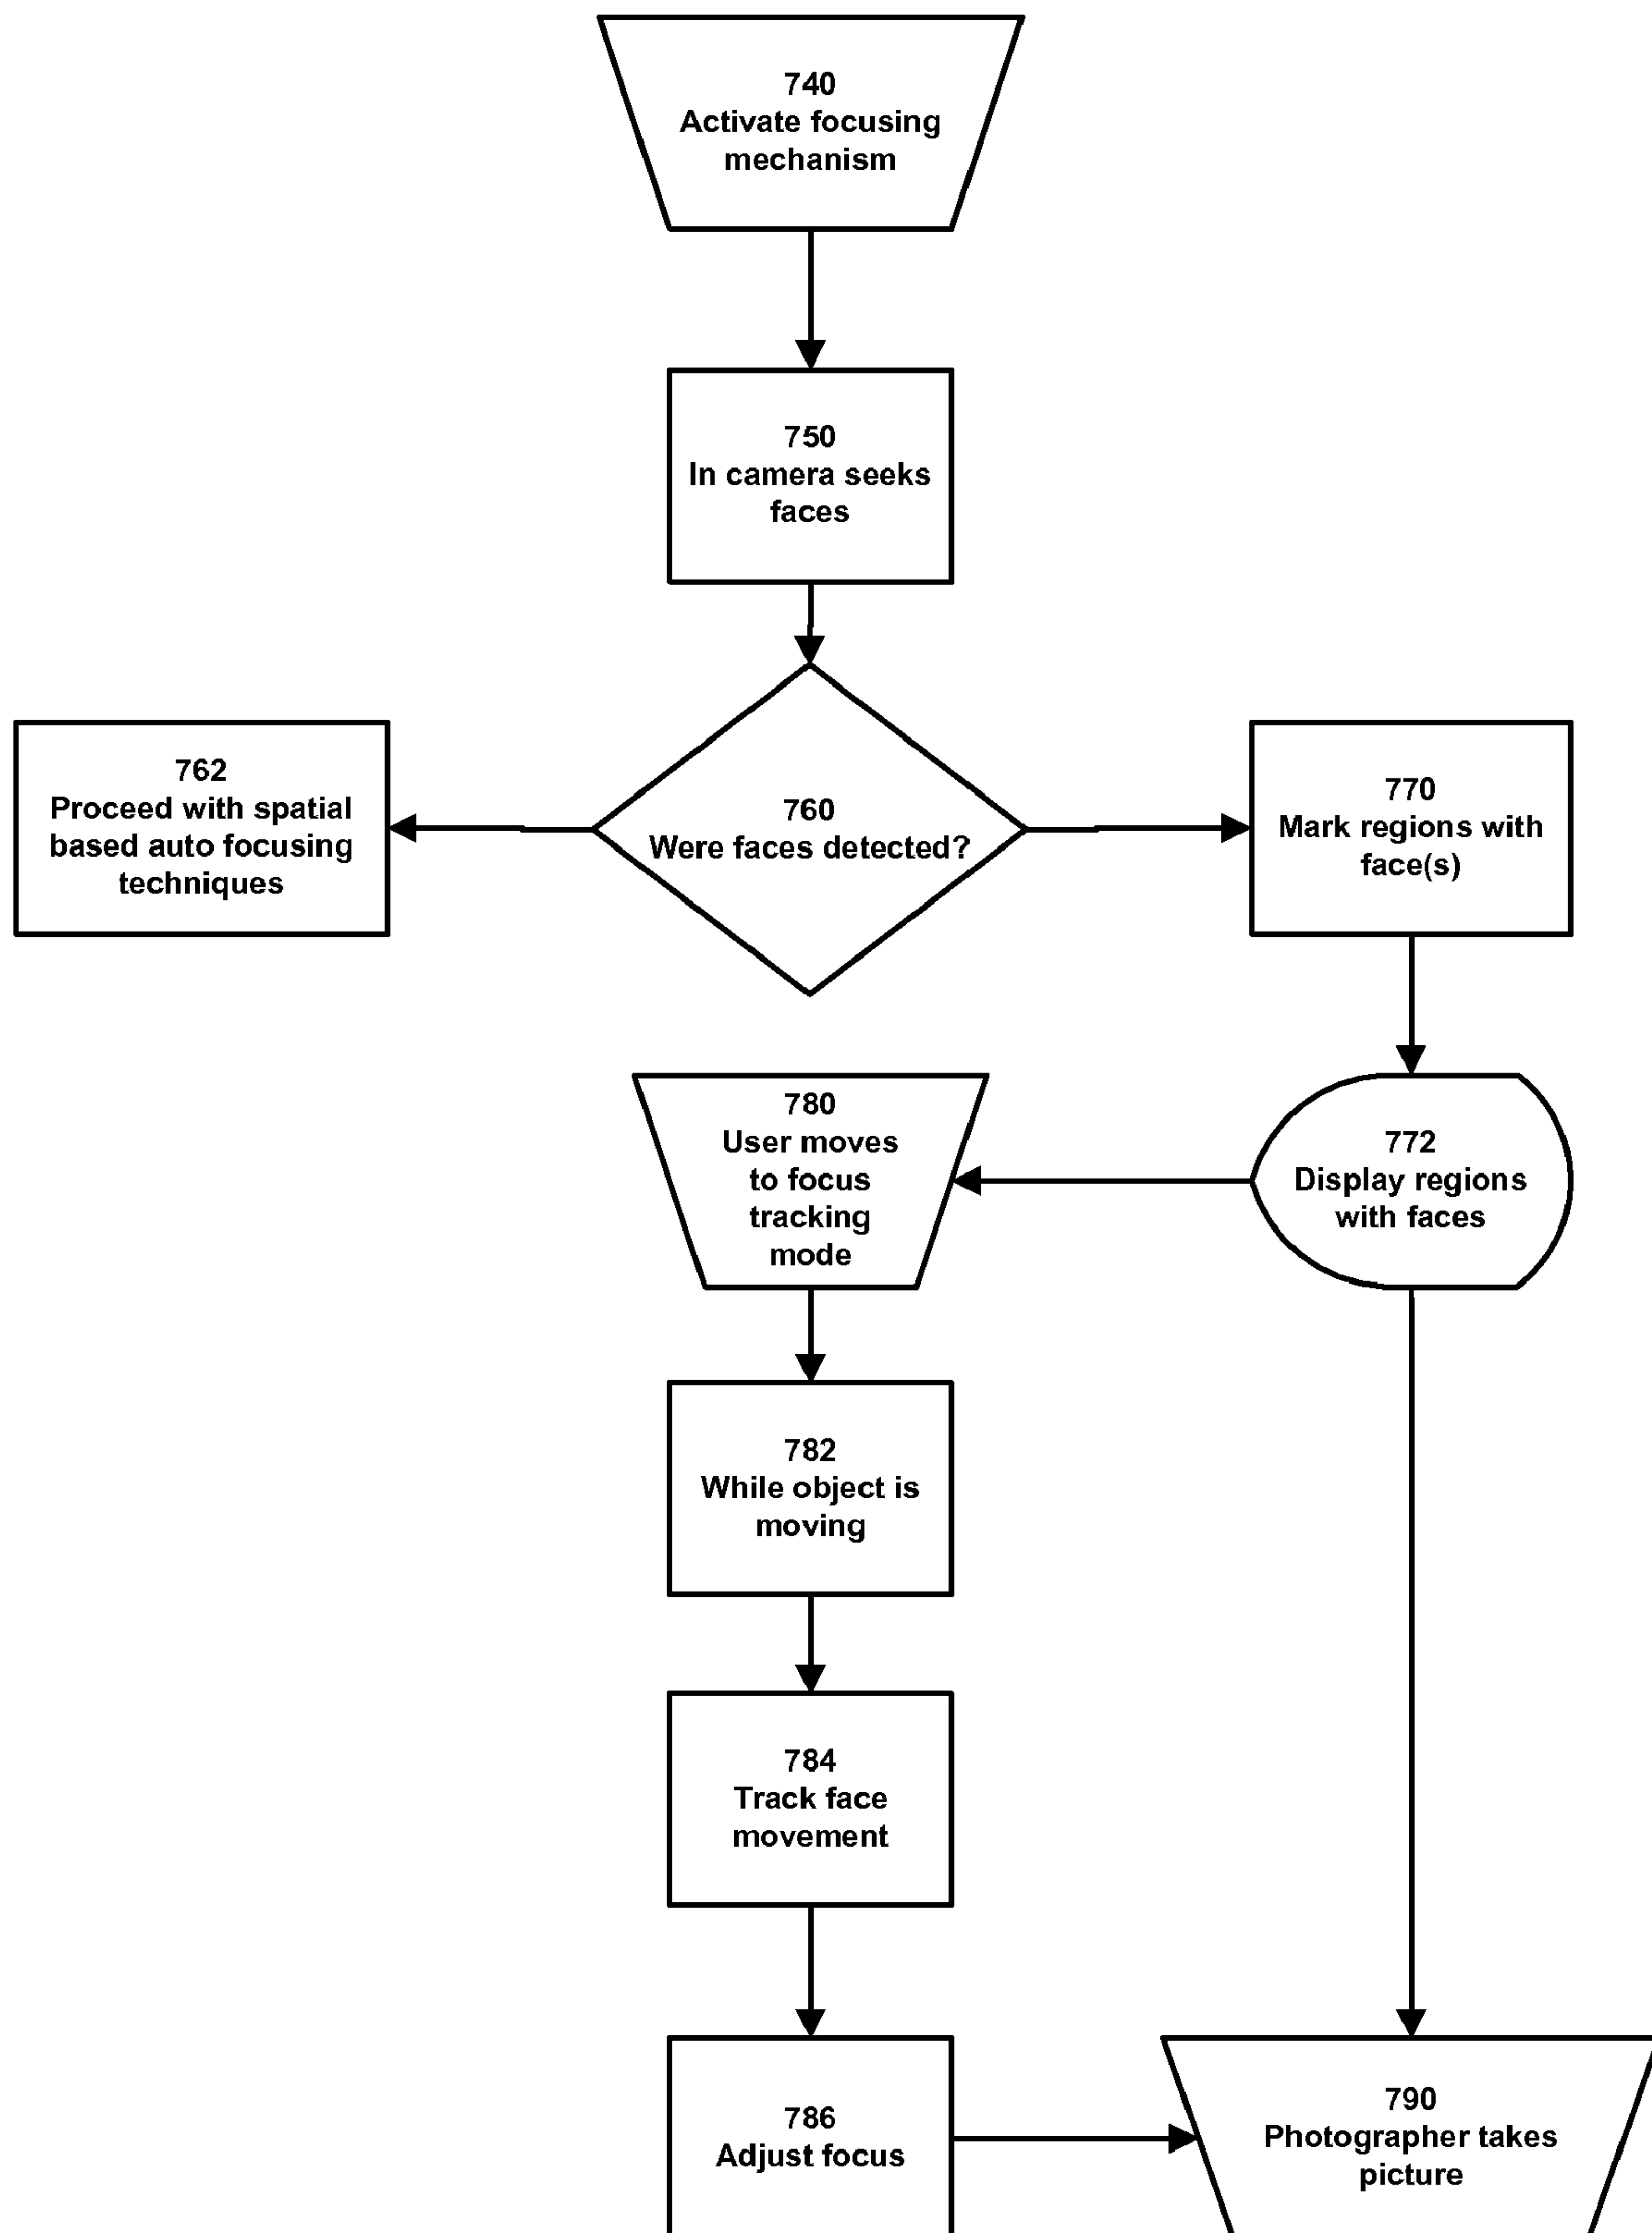 740
Activate focusing
mechanism
750
In camera seeks
faces
762
Proceed with spatial
based auto focusing
techniques
760
Were faces detected?
770
Mark regions with
face(s)
780
User moves
to focus
tracking
mode
772
Display regions
with faces
782
While object is
moving
784
Track face
movement
786
Adjust focus
790
Photographer takes
picture